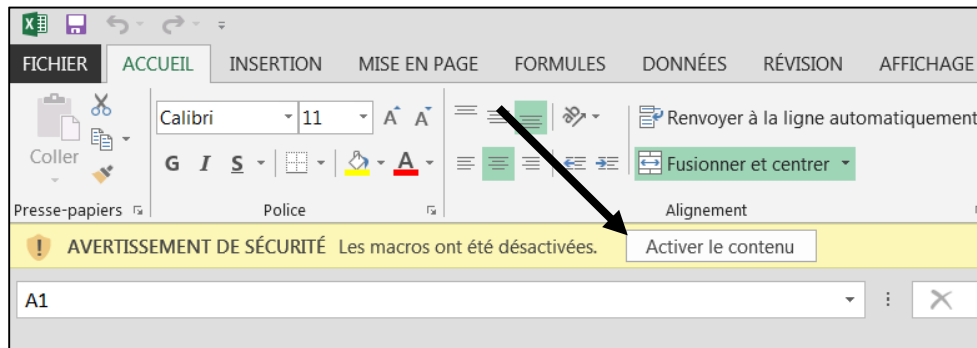 FICHIER ACCUEIL INSERTION MISE EN PAGE FORMULES DONNÉES RÉVISION AFFICHAGE
Calibri 11 A A Renvoyer à la ligne automatiquement
Coller G I S A Fusionner et centrer
Presse-papiers Police Alignement
AVERTISSEMENT DE SÉCURITÉ Les macros ont été désactivées. Activer le contenu
A1